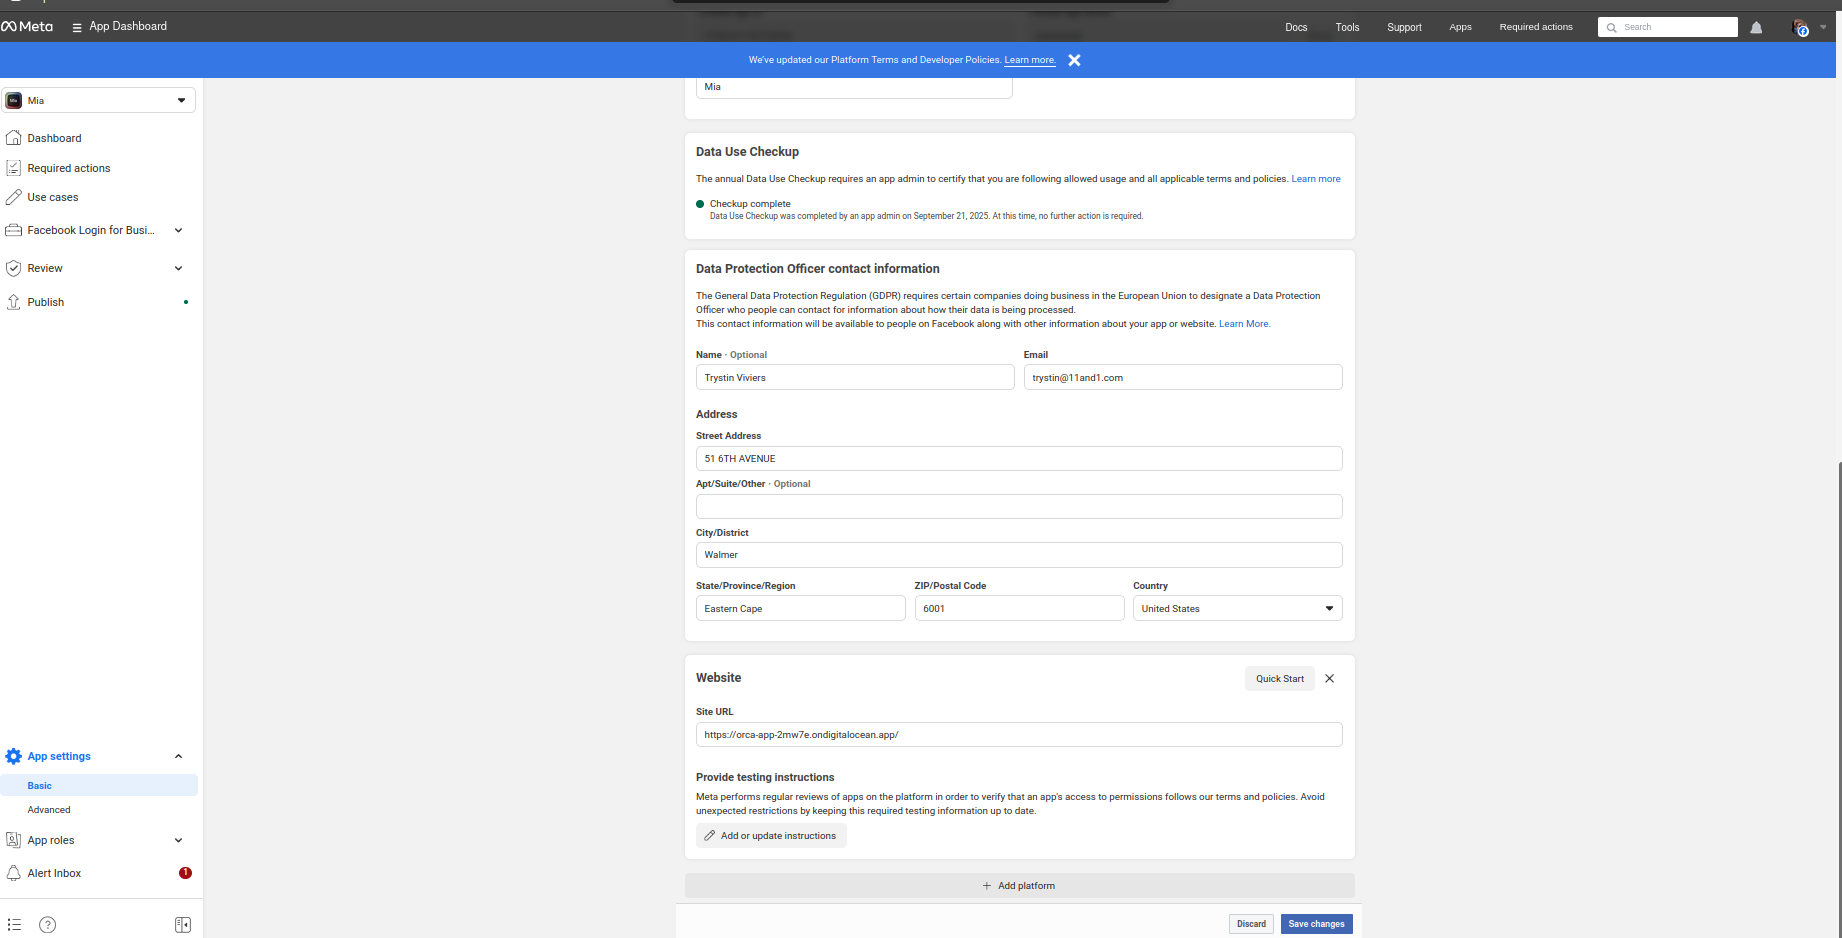 Meta
App Dashboard
Docs
Tools
Support
Apps
Required actions
Search
We've updated our Platform Terms and Developer Policies. Learn more.
Mia
Dashboard
Required actions
Use cases
Facebook Login for Busi...
Review
Publish
App settings
Basic
Advanced
App roles
Alert Inbox
1
Mia
Data Use Checkup
The annual Data Use Checkup requires an app admin to certify that you are following allowed usage and all applicable terms and policies. Learn more
Checkup complete
Data Use Checkup was completed by an app admin on September 21, 2025. At this time, no further action is required.
Data Protection Officer contact information
The General Data Protection Regulation (GDPR) requires certain companies doing business in the European Union to designate a Data Protection
Officer who people can contact for information about how their data is being processed.
This contact information will be available to people on Facebook along with other information about your app or website. Learn More.
Name · Optional
Email
Trystin Viviers
trystin@11and1.com
Address
Street Address
51 6TH AVENUE
Apt/Suite/Other · Optional
City/District
Walmer
State/Province/Region
ZIP/Postal Code
Country
Eastern Cape
6001
United States
Website
Quick Start
Site URL
https://orca-app-2mw7e.ondigitalocean.app/
Provide testing instructions
Meta performs regular reviews of apps on the platform in order to verify that an app's access to permissions follows our terms and policies. Avoid
unexpected restrictions by keeping this required testing information up to date.
Add or update instructions
+ Add platform
Discard
Save changes